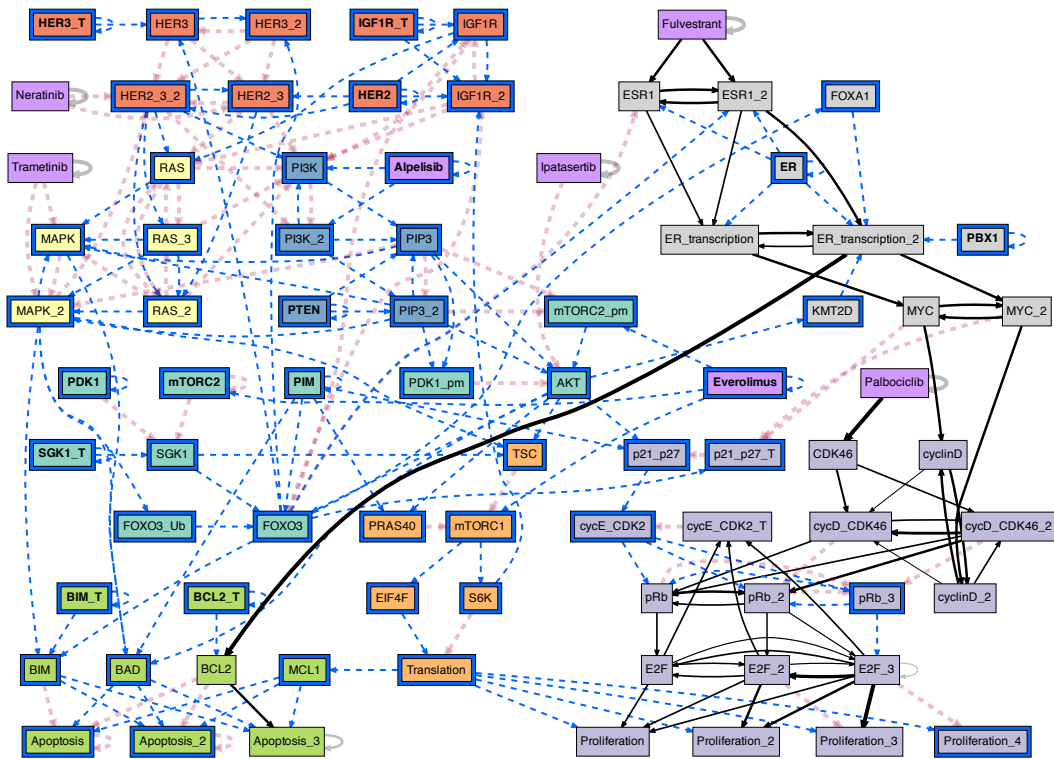 HER3_T HER3 HER3_2 IGF1R_T IGF1R Fulvestrant
Neratinib HER2_3_2 HER2_3 HER2 IGF1R_2 ESR1 ESR1_2 FOXA1
Trametinib RAS PI3K Alpelisib Ipatasertib ER
MAPK RAS_3 PI3K_2 PIP3 ER_transcription ER_transcription_2 PBX1
MAPK_2 RAS_2 PTEN PIP3_2 mTORC2_pm KMT2D MYC MYC_2
PDK1 mTORC2 PIM PDK1_pm AKT Everolimus Palbociclib
SGK1_T SGK1 TSC p21_p27 p21_p27_T CDK46 cyclinD
FOXO3_Ub FOXO3 PRAS40 mTORC1 cycE_CDK2 cycE_CDK2_T cycD_CDK46 cycD_CDK46_2
BIM_T BCL2_T EIF4F S6K pRb pRb_2 pRb_3 cyclinD_2
BIM BAD BCL2 MCL1 Translation E2F E2F_2 E2F_3
Apoptosis Apoptosis_2 Apoptosis_3 Proliferation Proliferation_2 Proliferation_3 Proliferation_4